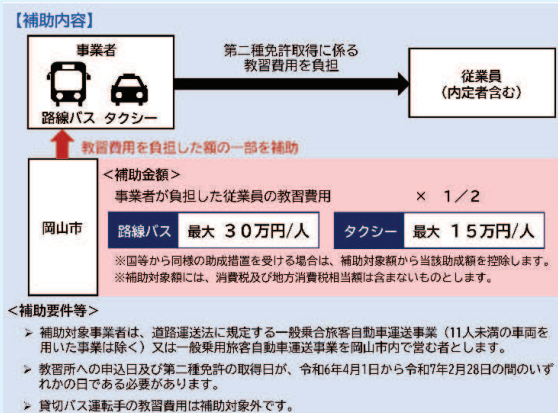 【補助内容】
事業者
路線バス タクシー
第二種免許取得に係る
教習費用を負担
従業員
（内定者含む）
教習費用を負担した額の一部を補助
岡山市
＜補助金額＞
事業者が負担した従業員の教習費用 × １／２
路線バス 最大 ３０万円/人 タクシー 最大 １５万円/人
※国等から同様の助成措置を受ける場合は、補助対象額から当該助成額を控除します。
※補助対象額には、消費税及び地方消費税相当額は含まないものとします。
＜補助要件等＞
➢ 補助対象事業者は、道路運送法に規定する一般乗合旅客自動車運送事業（11人未満の車両を
用いた事業は除く）又は一般乗用旅客自動車運送事業を岡山市内で営む者とします。
➢ 教習所への申込日及び第二種免許の取得日が、令和6年4月1日から令和7年2月28日の間のいず
れかの日である必要があります。
➢ 貸切バス運転手の教習費用は補助対象外です。